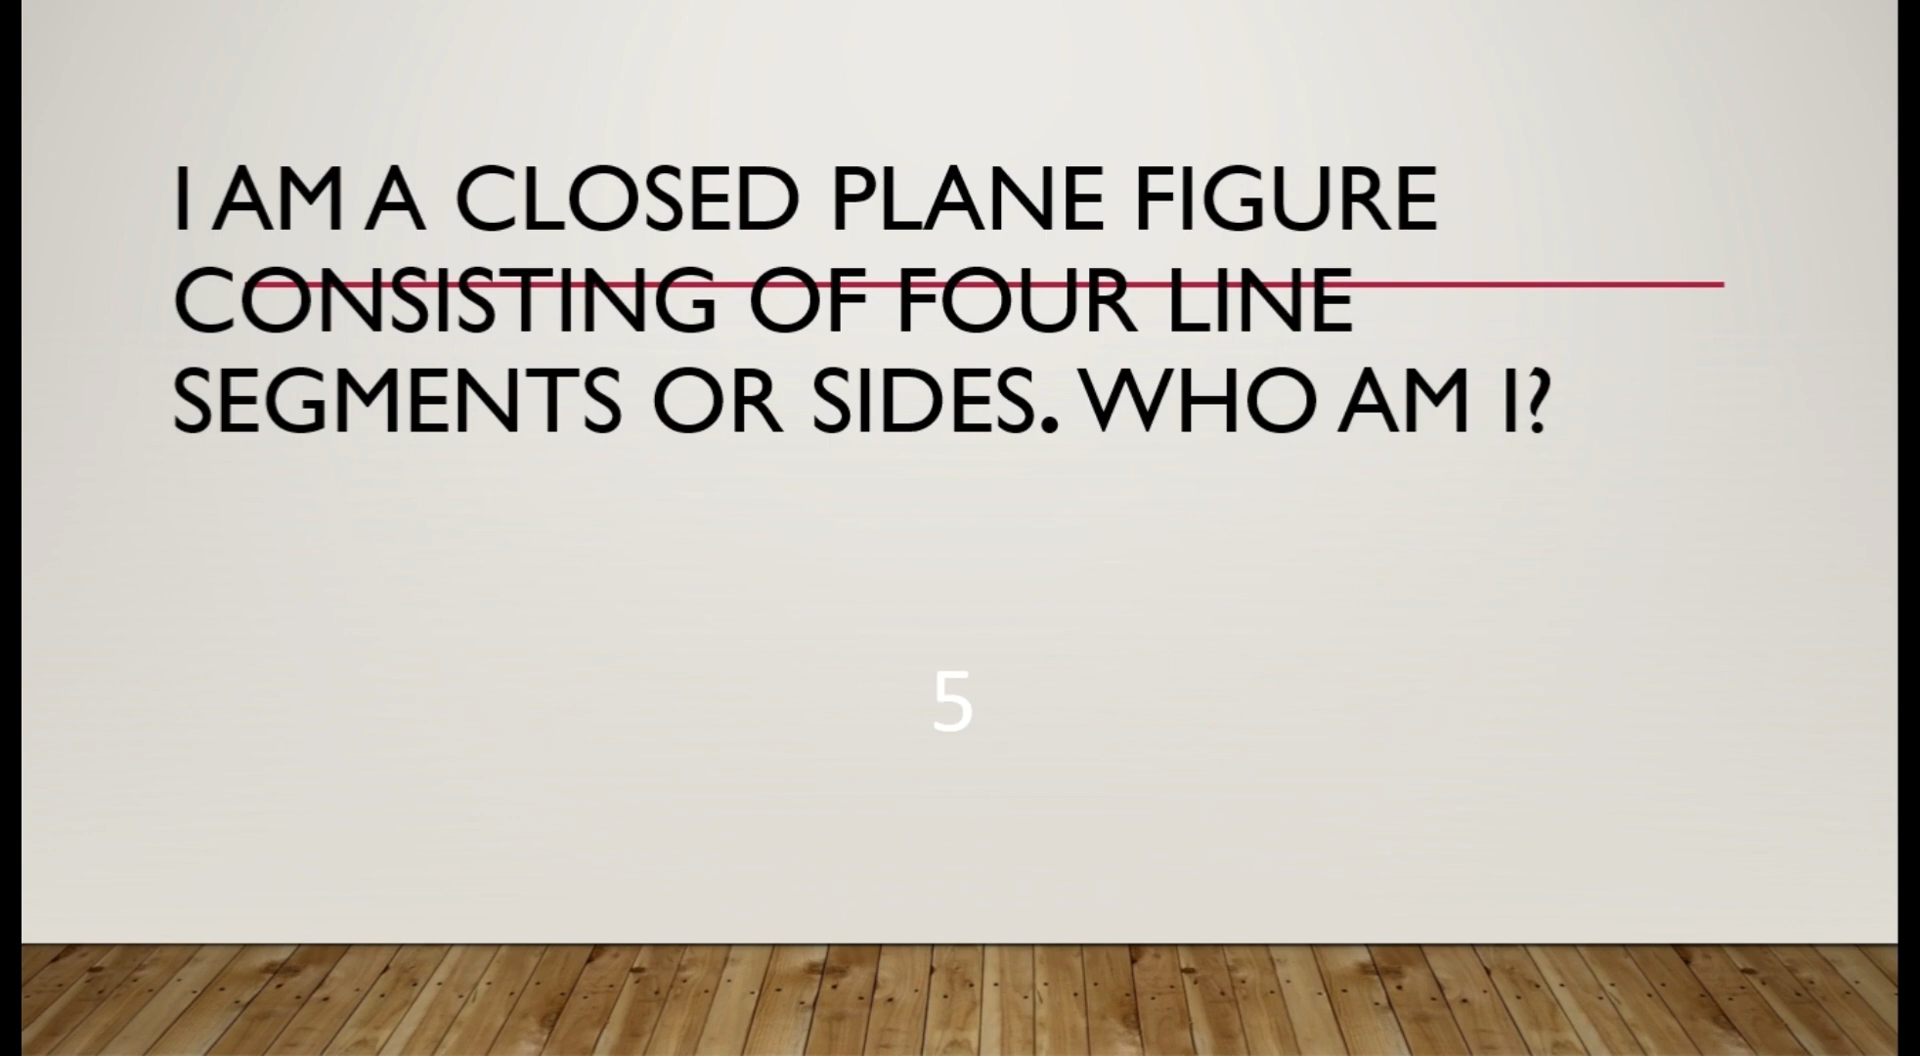 I AM A CLOSED PLANE FIGURE
CONSISTING OF FOUR LINE
SEGMENTS OR SIDES. WHO AM I?
5